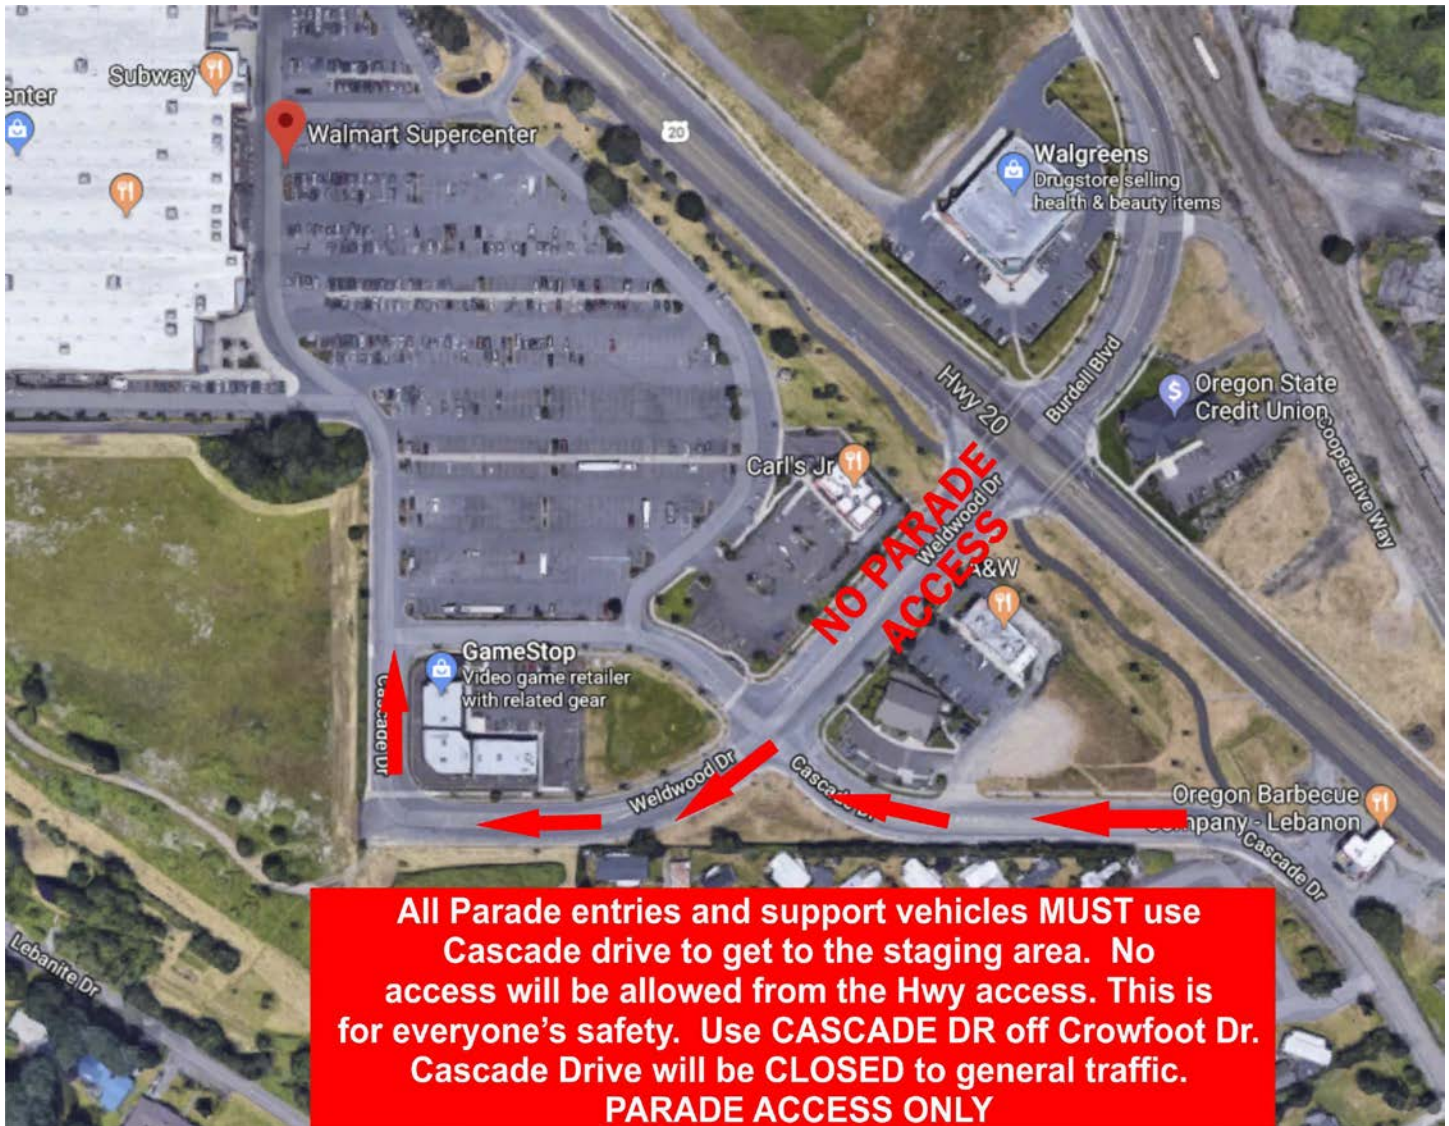 Subway
enter
Walmart Supercenter
20
Walgreens
Drugstore selling
health & beauty items
Hwy 20
Burdell Blvd
Oregon State
Credit Union
Cooperative Way
Carl's Jr
NO PARADE
ACCESS
Weldwood Dr
A&W
GameStop
Video game retailer
with related gear
Cascade Dr
Weldwood Dr
Cascade Dr
Oregon Barbecue
Company - Lebanon
Cascade Dr
Lebanite Dr
All Parade entries and support vehicles MUST use
Cascade drive to get to the staging area. No
access will be allowed from the Hwy access. This is
for everyone’s safety. Use CASCADE DR off Crowfoot Dr.
Cascade Drive will be CLOSED to general traffic.
PARADE ACCESS ONLY